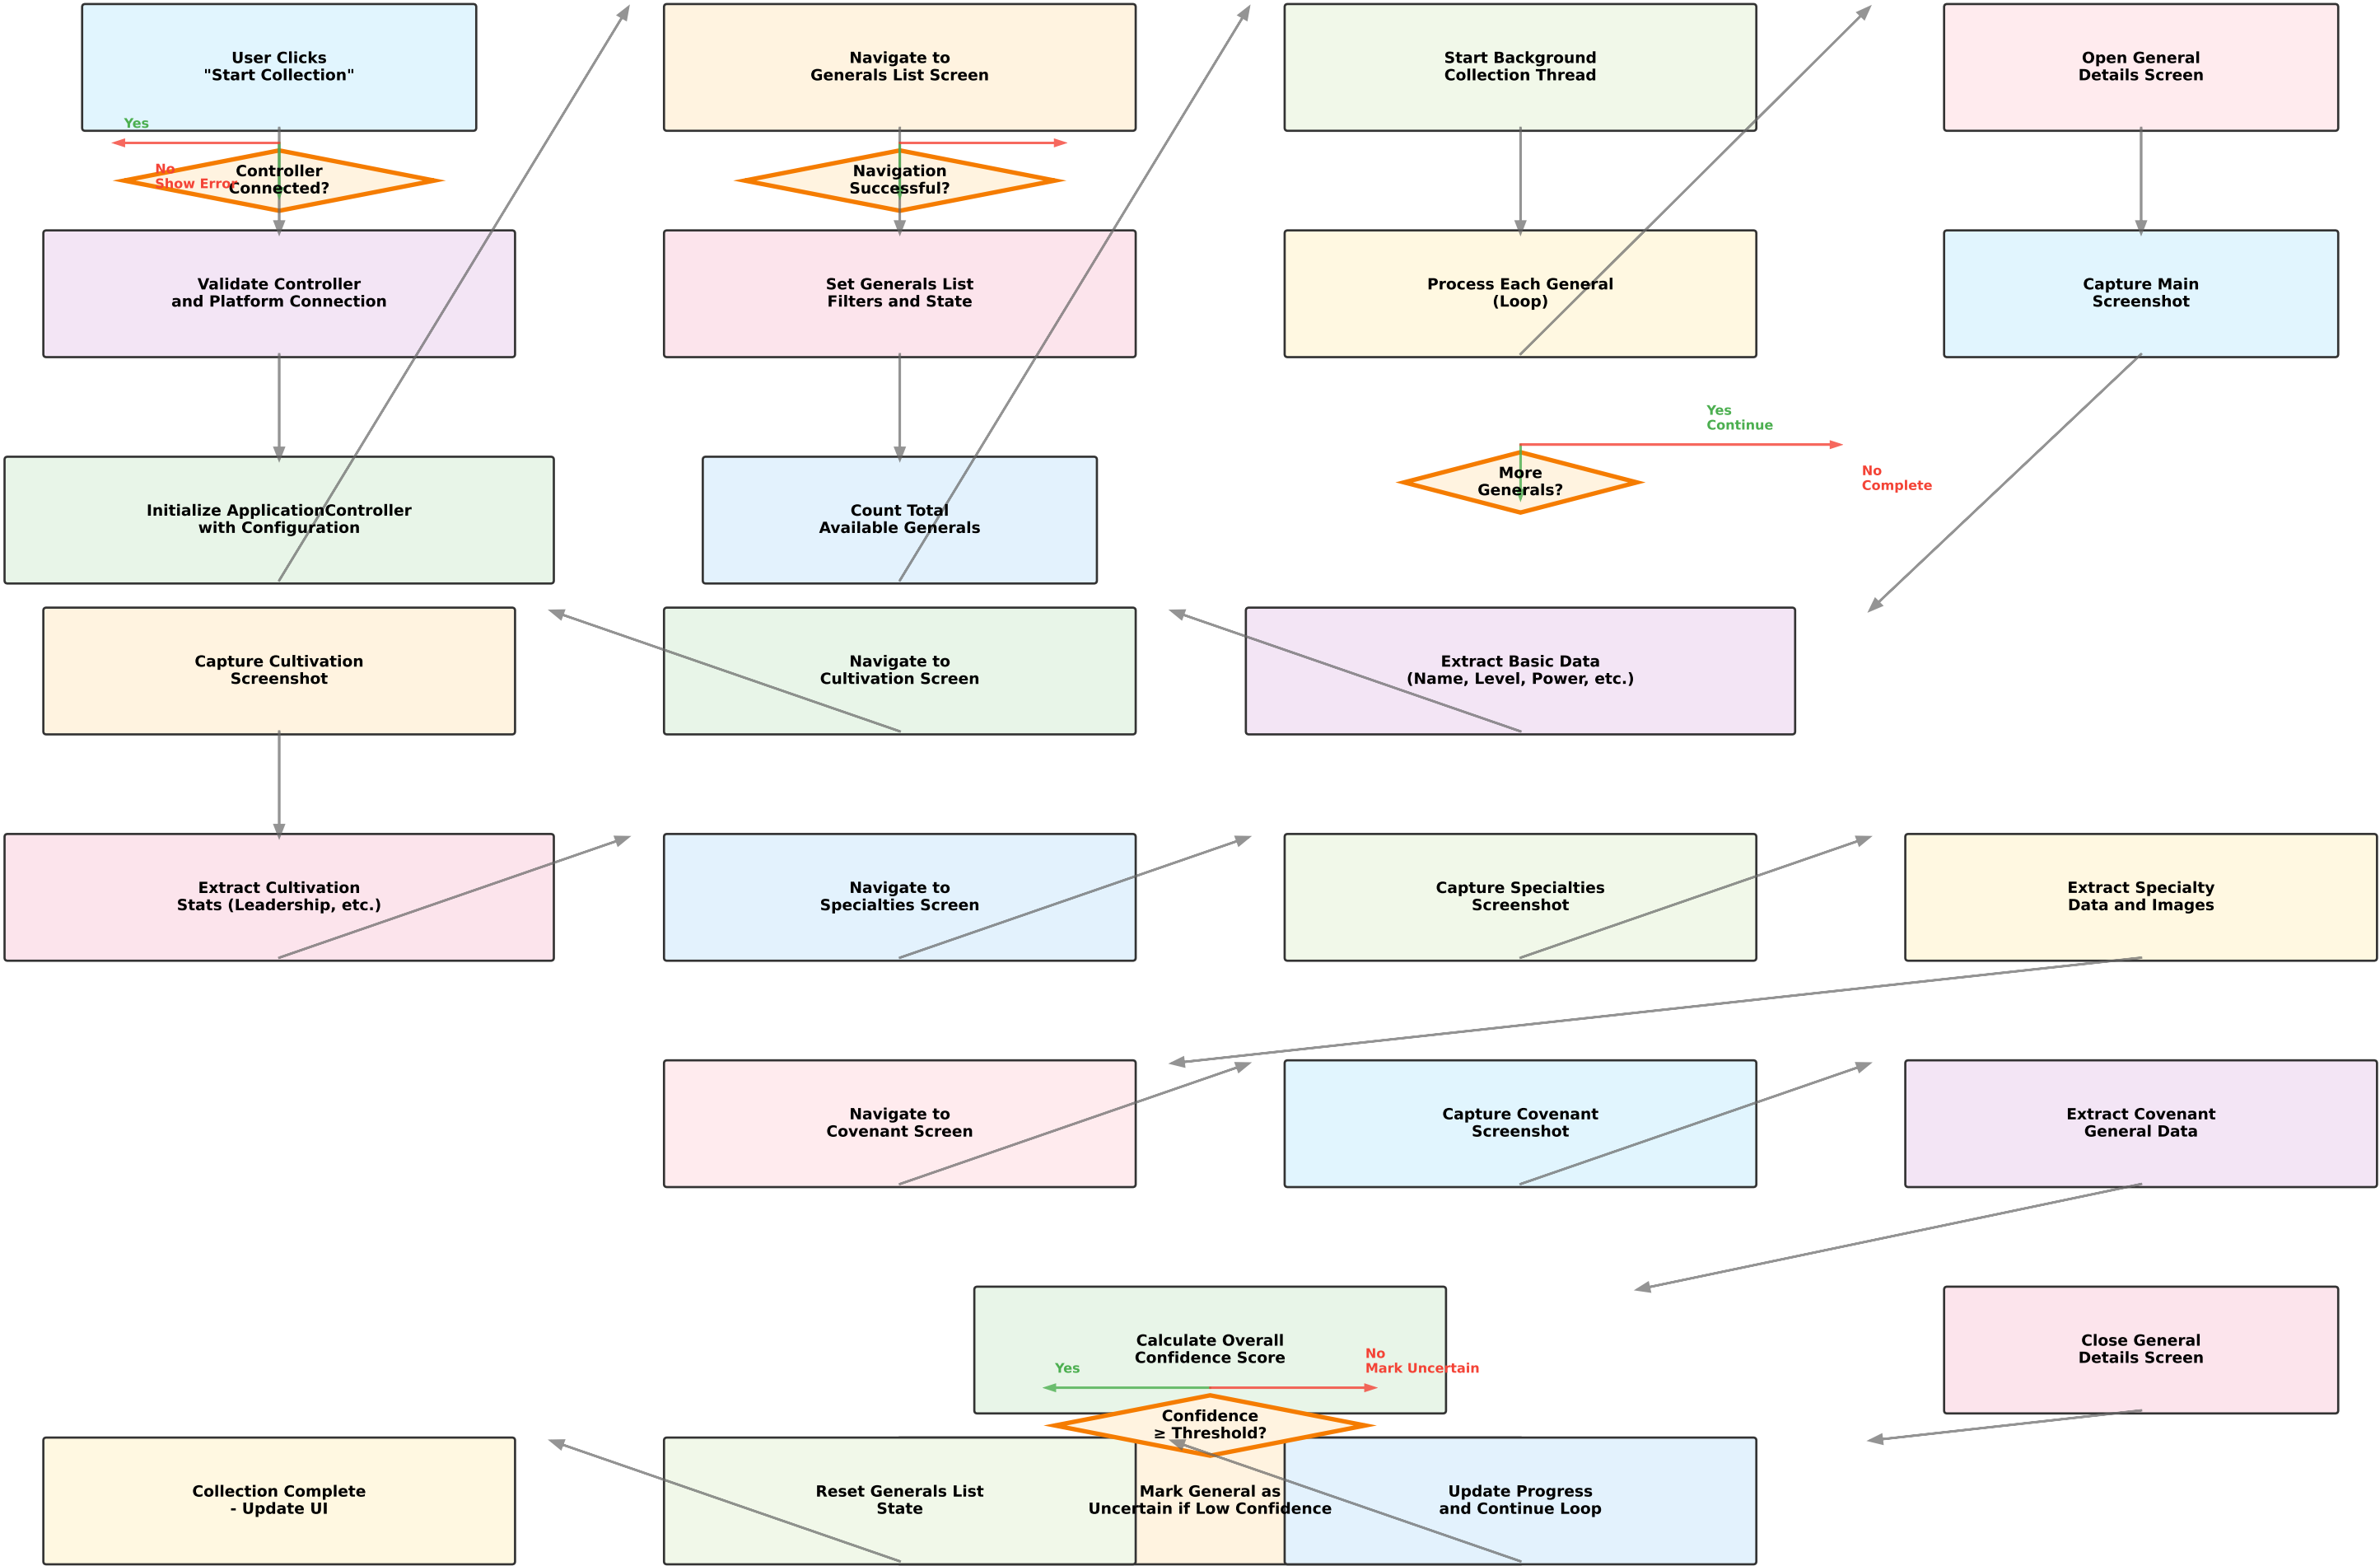 User Clicks
"Start Collection"
Navigate to
Generals List Screen
Start Background
Collection Thread
Open General
Details Screen
Yes
No
Show Error
Controller
Connected?
Navigation
Successful?
Validate Controller
and Platform Connection
Set Generals List
Filters and State
Process Each General
(Loop)
Capture Main
Screenshot
Yes
Continue
More
Generals?
No
Complete
Initialize ApplicationController
with Configuration
Count Total
Available Generals
Capture Cultivation
Screenshot
Navigate to
Cultivation Screen
Extract Basic Data
(Name, Level, Power, etc.)
Extract Cultivation
Stats (Leadership, etc.)
Navigate to
Specialties Screen
Capture Specialties
Screenshot
Extract Specialty
Data and Images
Navigate to
Covenant Screen
Capture Covenant
Screenshot
Extract Covenant
General Data
Calculate Overall
Confidence Score
Close General
Details Screen
Yes
No
Mark Uncertain
Confidence
≥ Threshold?
Collection Complete
- Update UI
Reset Generals List
State
Mark General as
Uncertain if Low Confidence
Update Progress
and Continue Loop